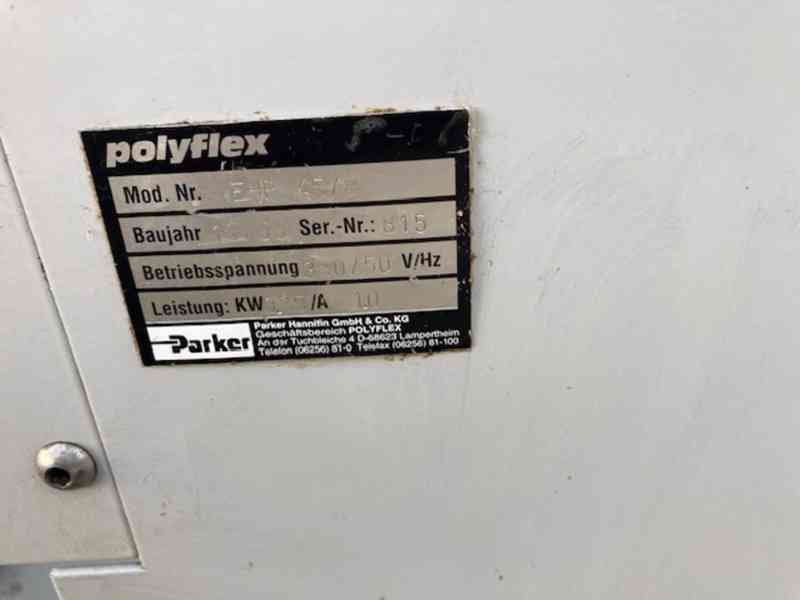 polyflex
Mod. Nr.
Baujahr Ser.-Nr.: 815
Betriebsspannung V/Hz
Leistung: KW /A 10
Parker
Parker Hannifin GmbH & Co. KG
Geschäftsbereich POLYFLEX
An der Tuchbleiche 4 D-68623 Lampertheim
Telefon (06256) 81-0 Telefax (06256) 81-100